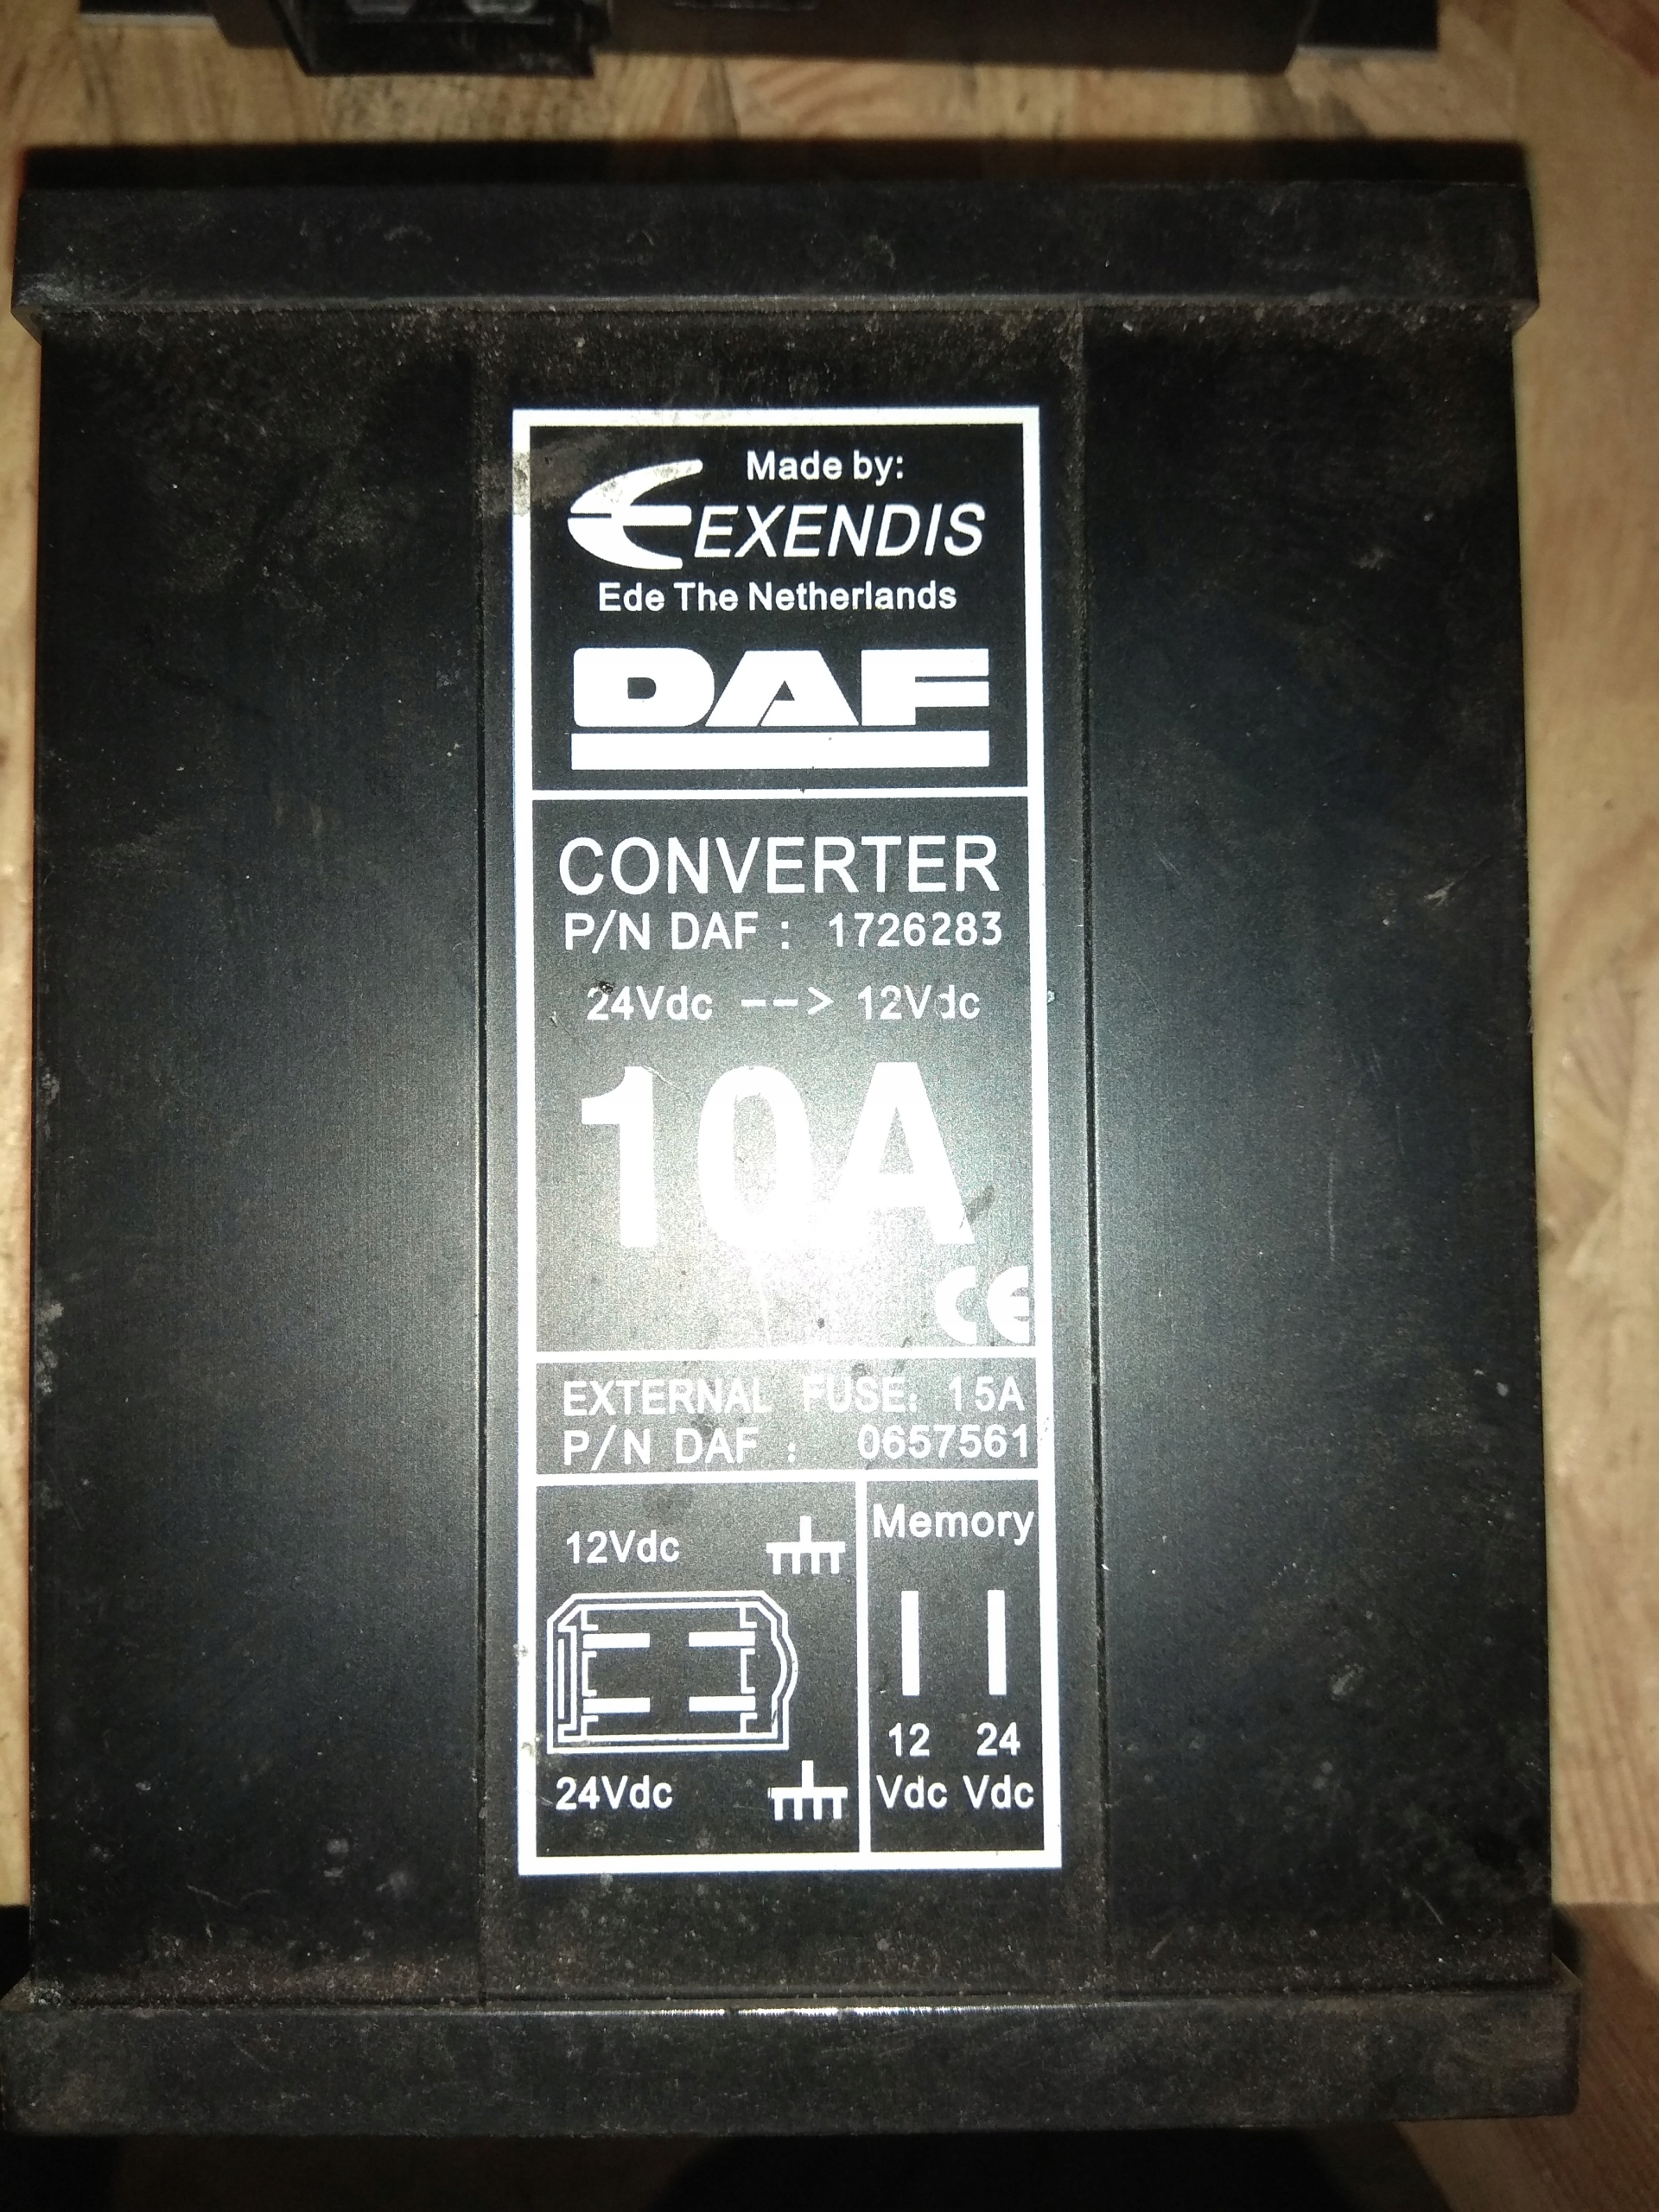 Made by:
EXENDIS
Ede The Netherlands
DAF
CONVERTER
P/N DAF : 1726283
24Vdc --> 12Vdc
10A
CE
EXTERNAL FUSE: 15A
P/N DAF : 0657561
12Vdc
24Vdc
Memory
12 24
Vdc Vdc